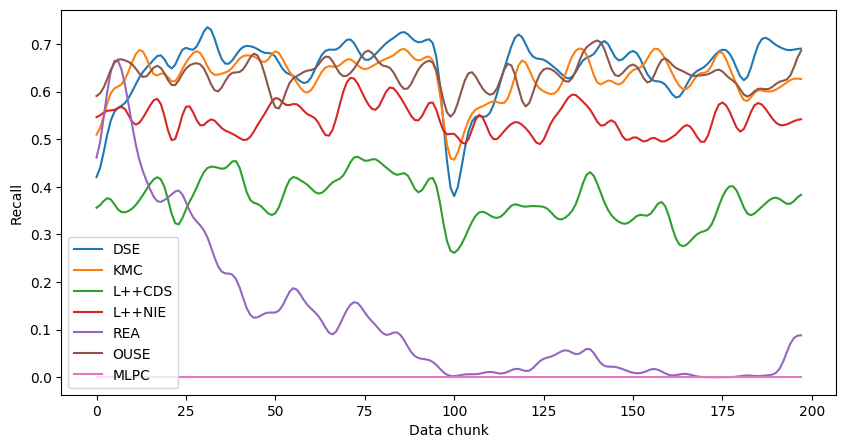 0.7
0.6
0.5
0.4
0.3
0.2
0.1
0.0
Recall
DSE
KMC
L++CDS
L++NIE
REA
OUSE
MLPC
0 25 50 75 100 125 150 175 200
Data chunk